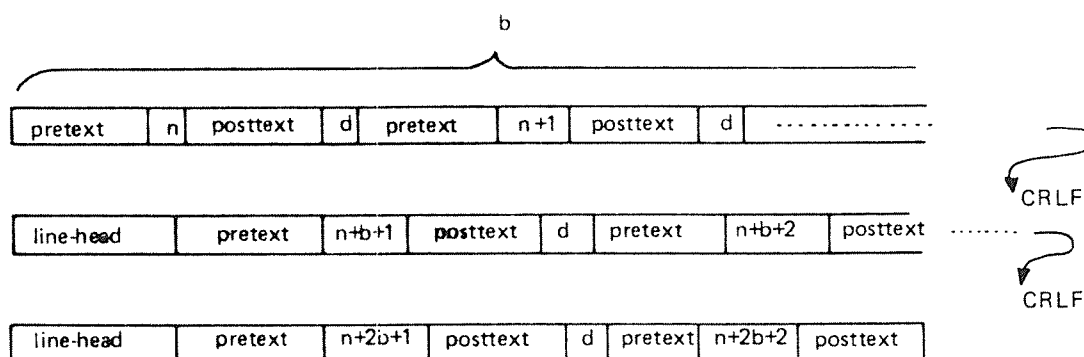 b
pretext n posttext d pretext n+1 posttext d ..............
CRLF
line-head pretext n+b+1 posttext d pretext n+b+2 posttext ........
CRLF
line-head pretext n+2b+1 posttext d pretext n+2b+2 posttext